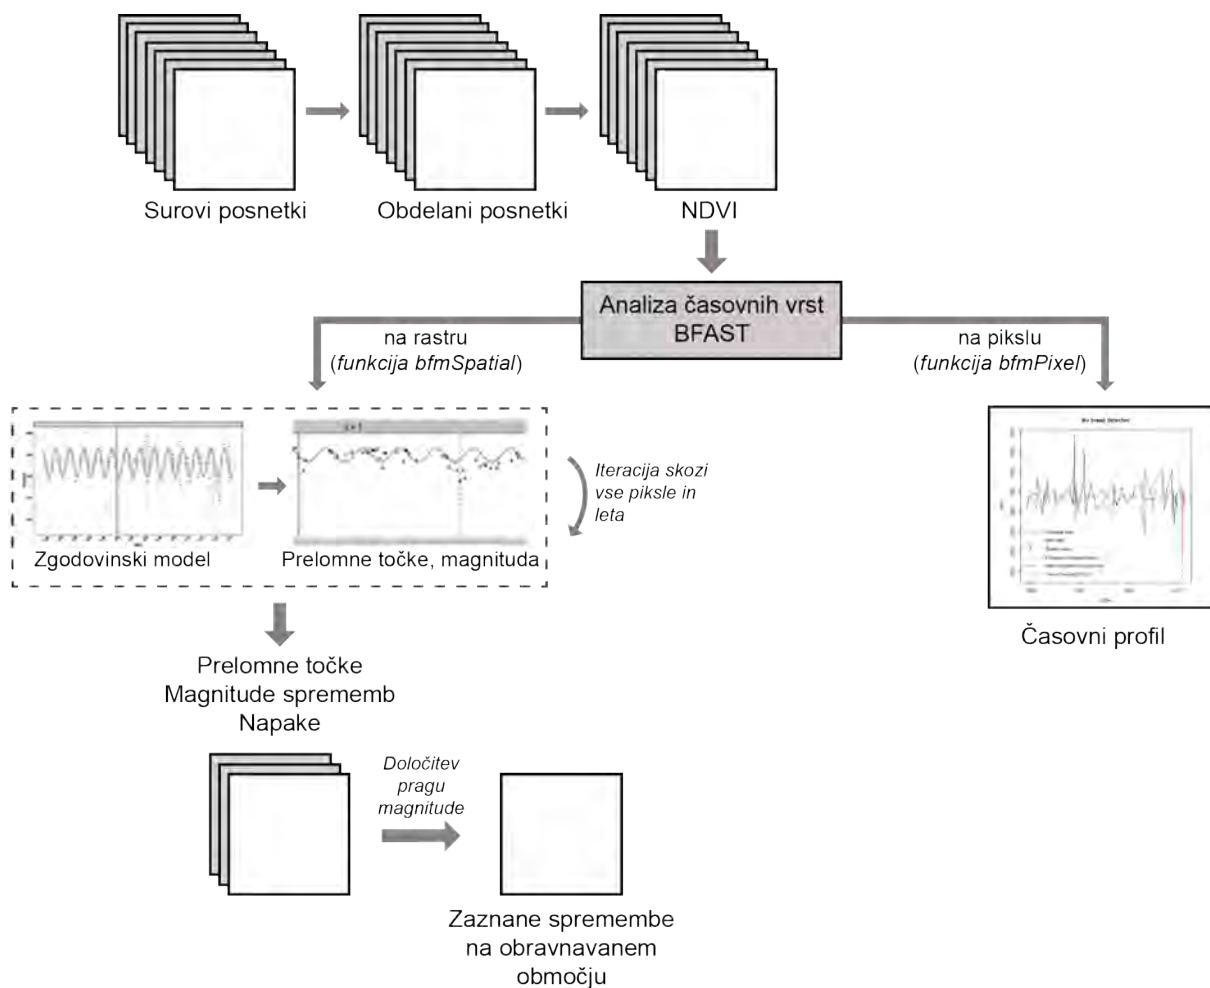 Surovi posnetki
Obdelani posnetki
NDVI
Analiza časovnih vrst
BFAST
na rastru
(funkcija bfmSpatial)
na pikslu
(funkcija bfmPixel)
Iteracija skozi
vse piksle in
leta
Zgodovinski model
Prelomne točke, magnituda
Časovni profil
Prelomne točke
Magnitude sprememb
Napake
Določitev
pragu
magnitude
Zaznane spremembe
na obravnavanem
območju